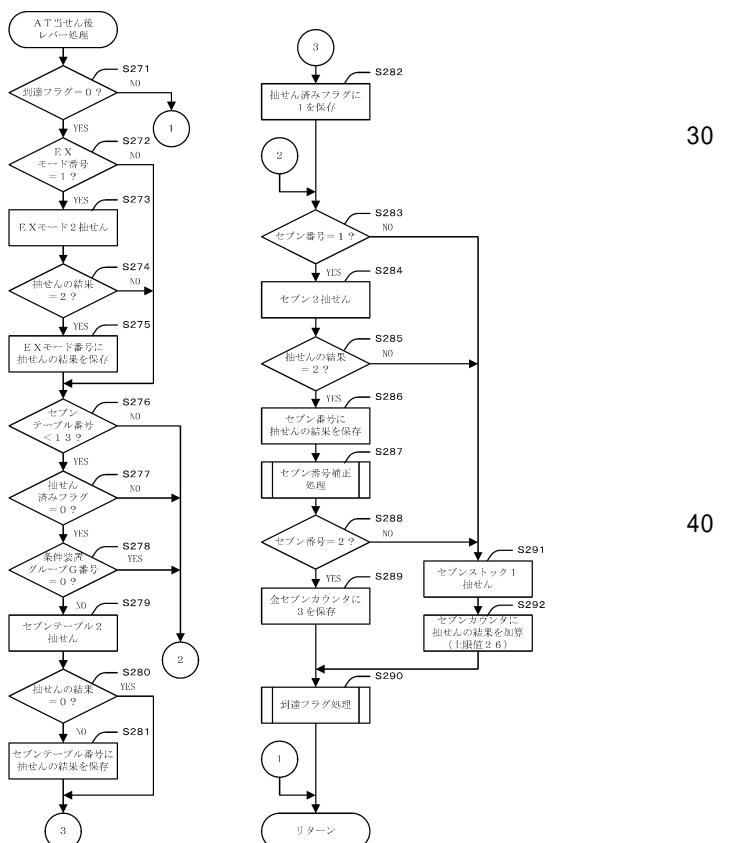 ＡＴ当せん後
レバー処理
S271
到達フラグ＝０？
NO
1
YES
S272
ＥＸ
モード番号
＝１？
NO
YES
S273
ＥＸモード２抽せん
S274
抽せんの結果
＝２？
NO
YES
S275
ＥＸモード番号に
抽せんの結果を保存
S276
セブン
テーブル番号
＜１３？
NO
YES
S277
抽せん
済みフラグ
＝０？
NO
YES
S278
条件装置
グループＧ番号
＝０？
YES
NO
S279
セブンテーブル２
抽せん
2
S280
抽せんの結果
＝０？
YES
NO
S281
セブンテーブル番号に
抽せんの結果を保存
3
3
S282
抽せん済みフラグに
１を保存
2
S283
セブン番号＝１？
NO
YES
S284
セブン２抽せん
S285
抽せんの結果
＝２？
NO
YES
S286
セブン番号に
抽せんの結果を保存
S287
セブン番号補正
処理
S288
セブン番号＝２？
NO
YES
S289
金セブンカウンタに
３を保存
S291
セブンストック１
抽せん
S292
セブンカウンタに
抽せんの結果を加算
（上限値２６）
S290
到達フラグ処理
1
リターン
30
40